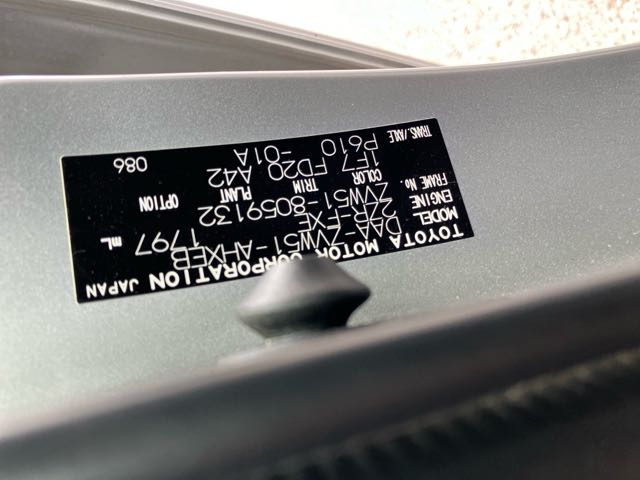 TOYOTA MOTOR CORPORATION JAPAN
MODEL DAA-ZVW51-AHXEB
ENGINE 2ZR-FXE 1797 mL
FRAME No. ZVW51-8059132
COLOR TRIM PLANT OPTION
1F7 FD20 A42
TRANS./AXLE P610 -01A 086